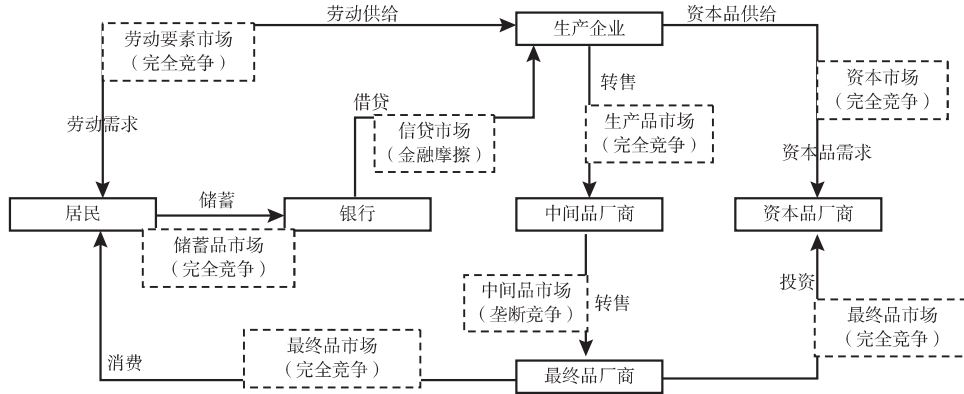 劳动供给
生产企业
资本品供给
劳动要素市场
（完全竞争）
资本市场
（完全竞争）
转售
借贷
生产品市场
（完全竞争）
信贷市场
（金融摩擦）
劳动需求
资本品需求
居民
储蓄
银行
中间品厂商
资本品厂商
储蓄品市场
（完全竞争）
中间品市场
（垄断竞争）
转售
投资
最终品市场
（完全竞争）
最终品市场
（完全竞争）
消费
最终品厂商